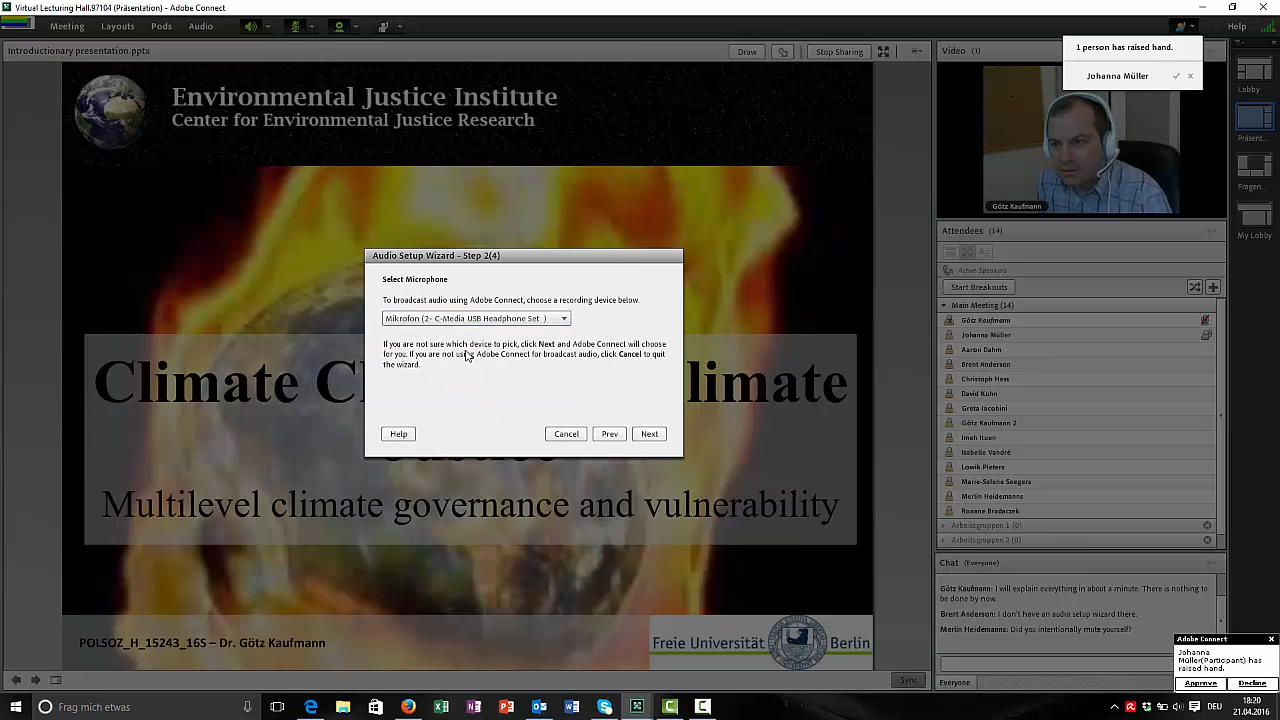 Virtual Lecturing Hall.97104 (Präsentation) - Adobe Connect
Meeting Layouts Pods Audio Help
Introductionary presentation.pptx
Draw Stop Sharing
Environmental Justice Institute
Center for Environmental Justice Research
Climate Cl limate
Multilevel climate governance and vulnerability
POLSOZ_H_15243_16S – Dr. Götz Kaufmann
Freie Universität Berlin
Sync
Audio Setup Wizard - Step 2(4)
Select Microphone
To broadcast audio using Adobe Connect, choose a recording device below.
Mikrofon (2- C-Media USB Headphone Set )
If you are not sure which device to pick, click Next and Adobe Connect will choose
for you. If you are not using Adobe Connect for broadcast audio, click Cancel to quit
the wizard.
Help Cancel Prev Next
Video (1)
1 person has raised hand.
Johanna Müller
Götz Kaufmann
Lobby
Präsent...
Fragen...
My Lobby
Attendees (14)
Active Speakers
Start Breakouts
Main Meeting (14)
Götz Kaufmann
Johanna Müller
Aaron Dahm
Brent Anderson
Christoph Hess
David Kuhn
Greta Iacobini
Götz Kaufmann 2
Imeh Ituen
Isabelle Vandré
Lowik Pieters
Marie-Selene Seegers
Merlin Heidemanns
Roxane Bradaczek
Arbeitsgruppen 1 (0)
Arbeitsgruppen 2 (0)
Chat (Everyone)
Götz Kaufmann: I will explain everything in about a minute. There is nothing to
be done by now.
Brent Anderson: I don't have an audio setup wizard there.
Merlin Heidemanns: Did you intentionally mute yourself?
Everyone
Adobe Connect
Johanna
Müller(Participant) has
raised hand.
Approve Decline
Frag mich etwas
DEU
18:20
21.04.2016